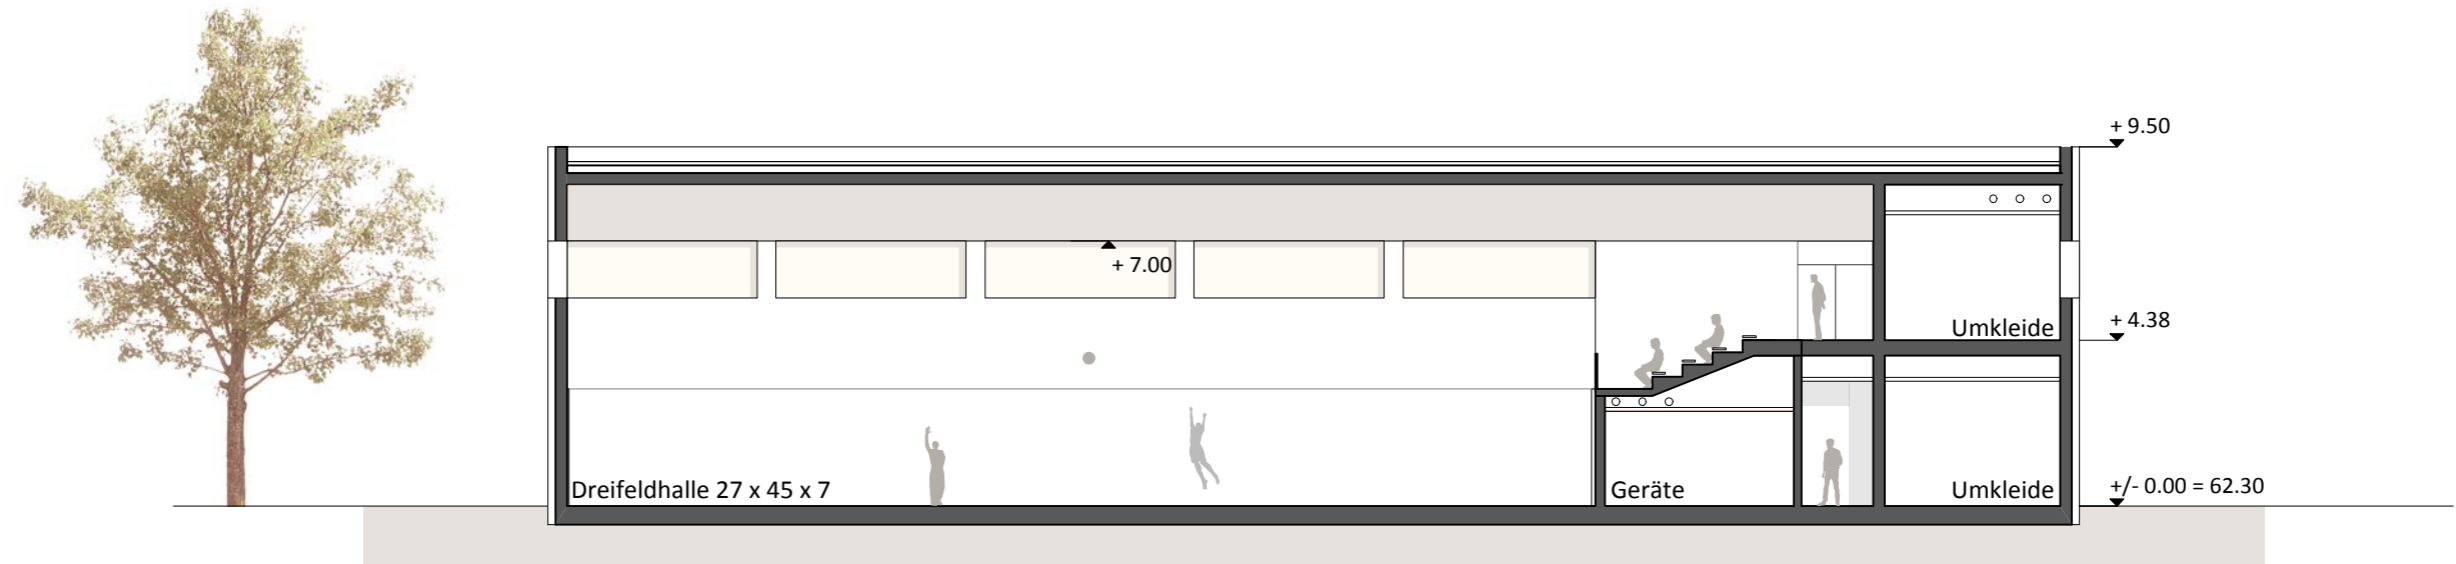 + 9.50
+ 7.00
Umkleide
+ 4.38
Dreifeldhalle 27 x 45 x 7
Geräte
Umkleide
+/- 0.00 = 62.30